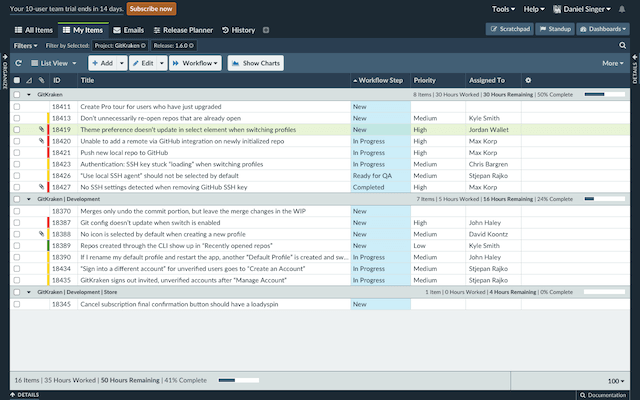 Your 10-user team trial ends in 14 days. Subscribe now
Tools Help Daniel Singer
All Items My Items Emails Release Planner History
Scratchpad Standup Dashboards
Filters Filter by Selected: Project: GitKraken Release: 1.6.0
ORGANIZE
DETAILS
List View Add Edit Workflow Show Charts More
ID Title Workflow Step Priority Assigned To
GitKraken 8 Items | 30 Hours Worked | 30 Hours Remaining | 50% Complete
18411 Create Pro tour for users who have just upgraded New
18413 Don't unnecessarily re-open repos that are already open New Medium Kyle Smith
18419 Theme preference doesn't update in select element when switching profiles New High Jordan Wallet
18420 Unable to add a remote via GitHub integration on newly initialized repo In Progress High Max Korp
18421 Push new local repo to GitHub In Progress High Max Korp
18423 Authentication: SSH key stuck "loading" when switching profiles In Progress Medium Chris Bargren
18426 "Use local SSH agent" should not be selected by default Ready for QA Medium Stjepan Rajko
18427 No SSH settings detected when removing GitHub SSH key Completed High Max Korp
GitKraken | Development 7 Items | 5 Hours Worked | 16 Hours Remaining | 24% Complete
18370 Merges only undo the commit portion, but leave the merge changes in the WIP New
18387 Git config doesn't update when switch is enabled New High John Haley
18388 No icon is selected by default when creating a new profile New Medium David Koontz
18389 Repos created through the CLI show up in "Recently opened repos" New Low Kyle Smith
18390 If I rename my default profile and restart the app, another "Default Profile" is created and sw... In Progress Medium John Haley
18434 "Sign into a different account" for unverified users goes to "Create an Account" In Progress Medium Stjepan Rajko
18435 GitKraken signs out invited, unverified accounts after "Manage Account" In Progress Medium Stjepan Rajko
GitKraken | Development | Store 1 Item | 0 Hours Worked | 4 Hours Remaining | 0% Complete
18345 Cancel subscription final confirmation button should have a loadyspin New
16 Items | 35 Hours Worked | 50 Hours Remaining | 41% Complete 100
DETAILS Documentation